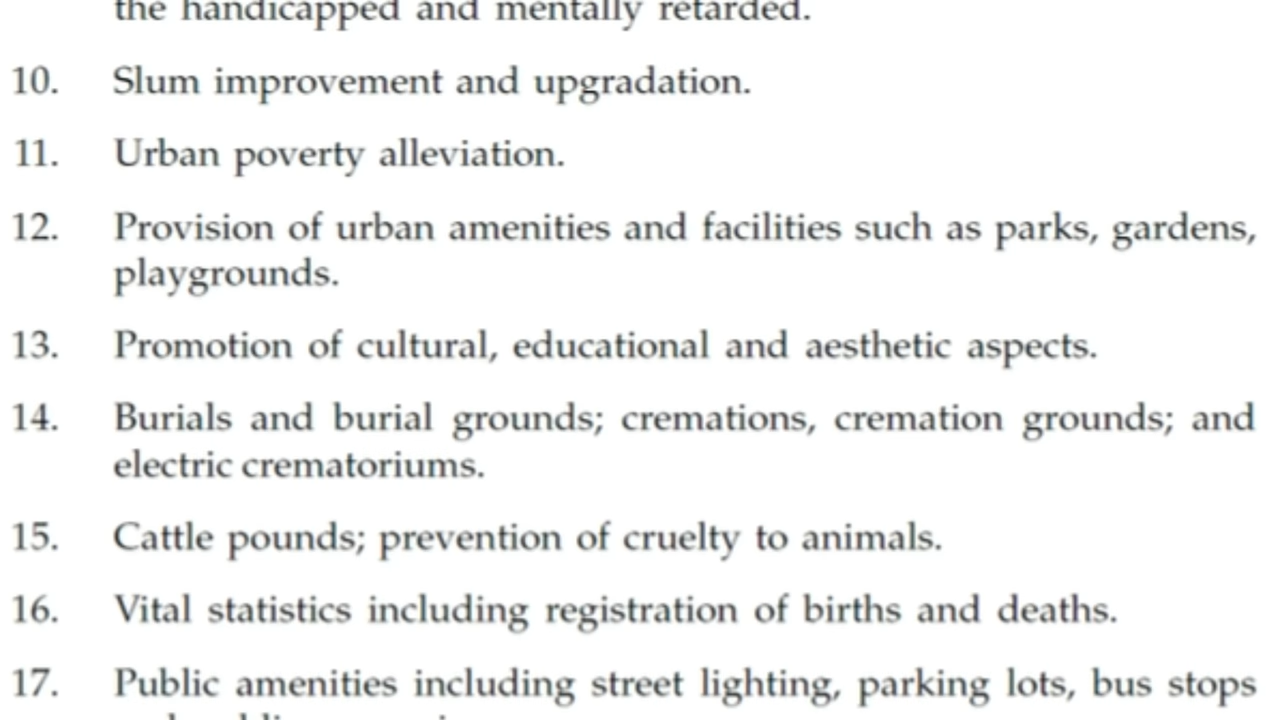 the handicapped and mentally retarded.
10. Slum improvement and upgradation.
11. Urban poverty alleviation.
12. Provision of urban amenities and facilities such as parks, gardens,
playgrounds.
13. Promotion of cultural, educational and aesthetic aspects.
14. Burials and burial grounds; cremations, cremation grounds; and
electric crematoriums.
15. Cattle pounds; prevention of cruelty to animals.
16. Vital statistics including registration of births and deaths.
17. Public amenities including street lighting, parking lots, bus stops